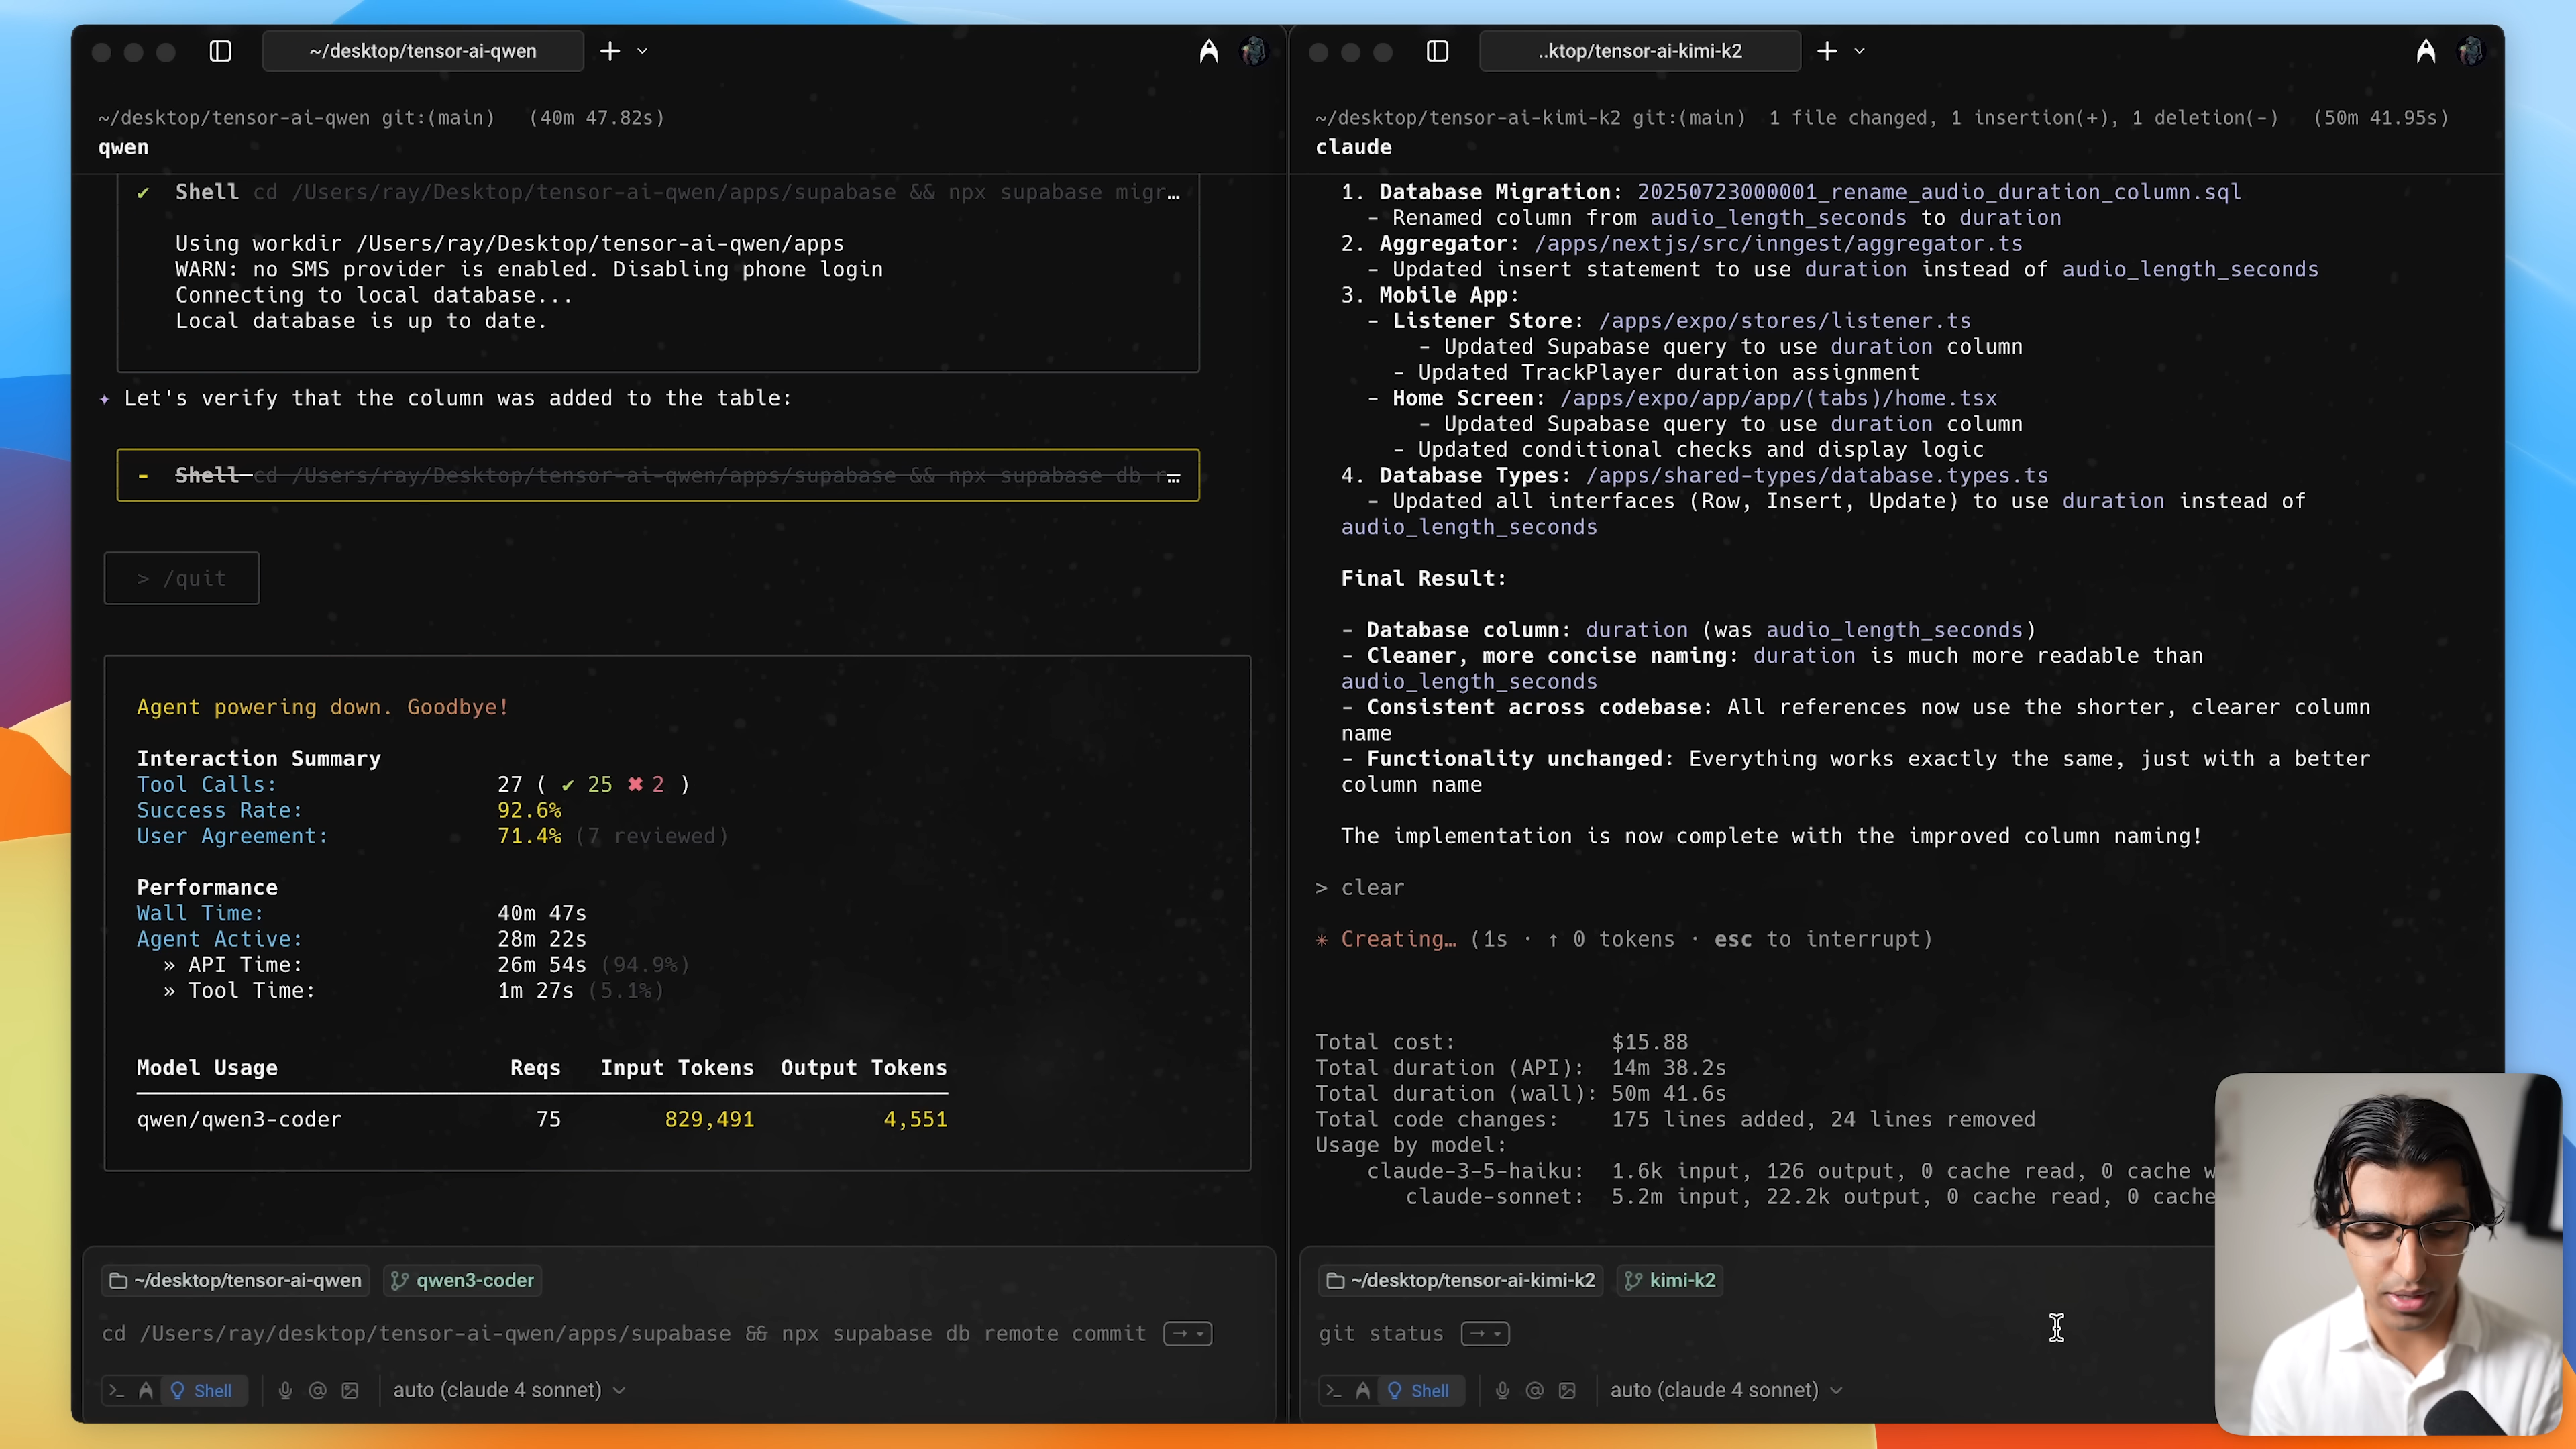 ~/desktop/tensor-ai-qwen
~/desktop/tensor-ai-qwen git:(main) (40m 47.82s)
qwen
✔ Shell cd /Users/ray/Desktop/tensor-ai-qwen/apps/supabase && npx supabase migr…
Using workdir /Users/ray/Desktop/tensor-ai-qwen/apps
WARN: no SMS provider is enabled. Disabling phone login
Connecting to local database...
Local database is up to date.
✦ Let's verify that the column was added to the table:
- Shell cd /Users/ray/Desktop/tensor-ai-qwen/apps/supabase && npx supabase db r…
> /quit
Agent powering down. Goodbye!
Interaction Summary
Tool Calls: 27 ( ✔ 25 ✖ 2 )
Success Rate: 92.6%
User Agreement: 71.4% (7 reviewed)
Performance
Wall Time: 40m 47s
Agent Active: 28m 22s
» API Time: 26m 54s (94.9%)
» Tool Time: 1m 27s (5.1%)
Model Usage Reqs Input Tokens Output Tokens
qwen/qwen3-coder 75 829,491 4,551
~/desktop/tensor-ai-qwen qwen3-coder
cd /Users/ray/desktop/tensor-ai-qwen/apps/supabase && npx supabase db remote commit
Shell auto (claude 4 sonnet)
..ktop/tensor-ai-kimi-k2
~/desktop/tensor-ai-kimi-k2 git:(main) 1 file changed, 1 insertion(+), 1 deletion(-) (50m 41.95s)
claude
1. Database Migration: 20250723000001_rename_audio_duration_column.sql
- Renamed column from audio_length_seconds to duration
2. Aggregator: /apps/nextjs/src/inngest/aggregator.ts
- Updated insert statement to use duration instead of audio_length_seconds
3. Mobile App:
- Listener Store: /apps/expo/stores/listener.ts
- Updated Supabase query to use duration column
- Updated TrackPlayer duration assignment
- Home Screen: /apps/expo/app/app/(tabs)/home.tsx
- Updated Supabase query to use duration column
- Updated conditional checks and display logic
4. Database Types: /apps/shared-types/database.types.ts
- Updated all interfaces (Row, Insert, Update) to use duration instead of
audio_length_seconds
Final Result:
- Database column: duration (was audio_length_seconds)
- Cleaner, more concise naming: duration is much more readable than
audio_length_seconds
- Consistent across codebase: All references now use the shorter, clearer column
name
- Functionality unchanged: Everything works exactly the same, just with a better
column name
The implementation is now complete with the improved column naming!
> clear
✳ Creating… (1s · ↑ 0 tokens · esc to interrupt)
Total cost: $15.88
Total duration (API): 14m 38.2s
Total duration (wall): 50m 41.6s
Total code changes: 175 lines added, 24 lines removed
Usage by model:
claude-3-5-haiku: 1.6k input, 126 output, 0 cache read, 0 cache w
claude-sonnet: 5.2m input, 22.2k output, 0 cache read, 0 cache
~/desktop/tensor-ai-kimi-k2 kimi-k2
git status
Shell auto (claude 4 sonnet)